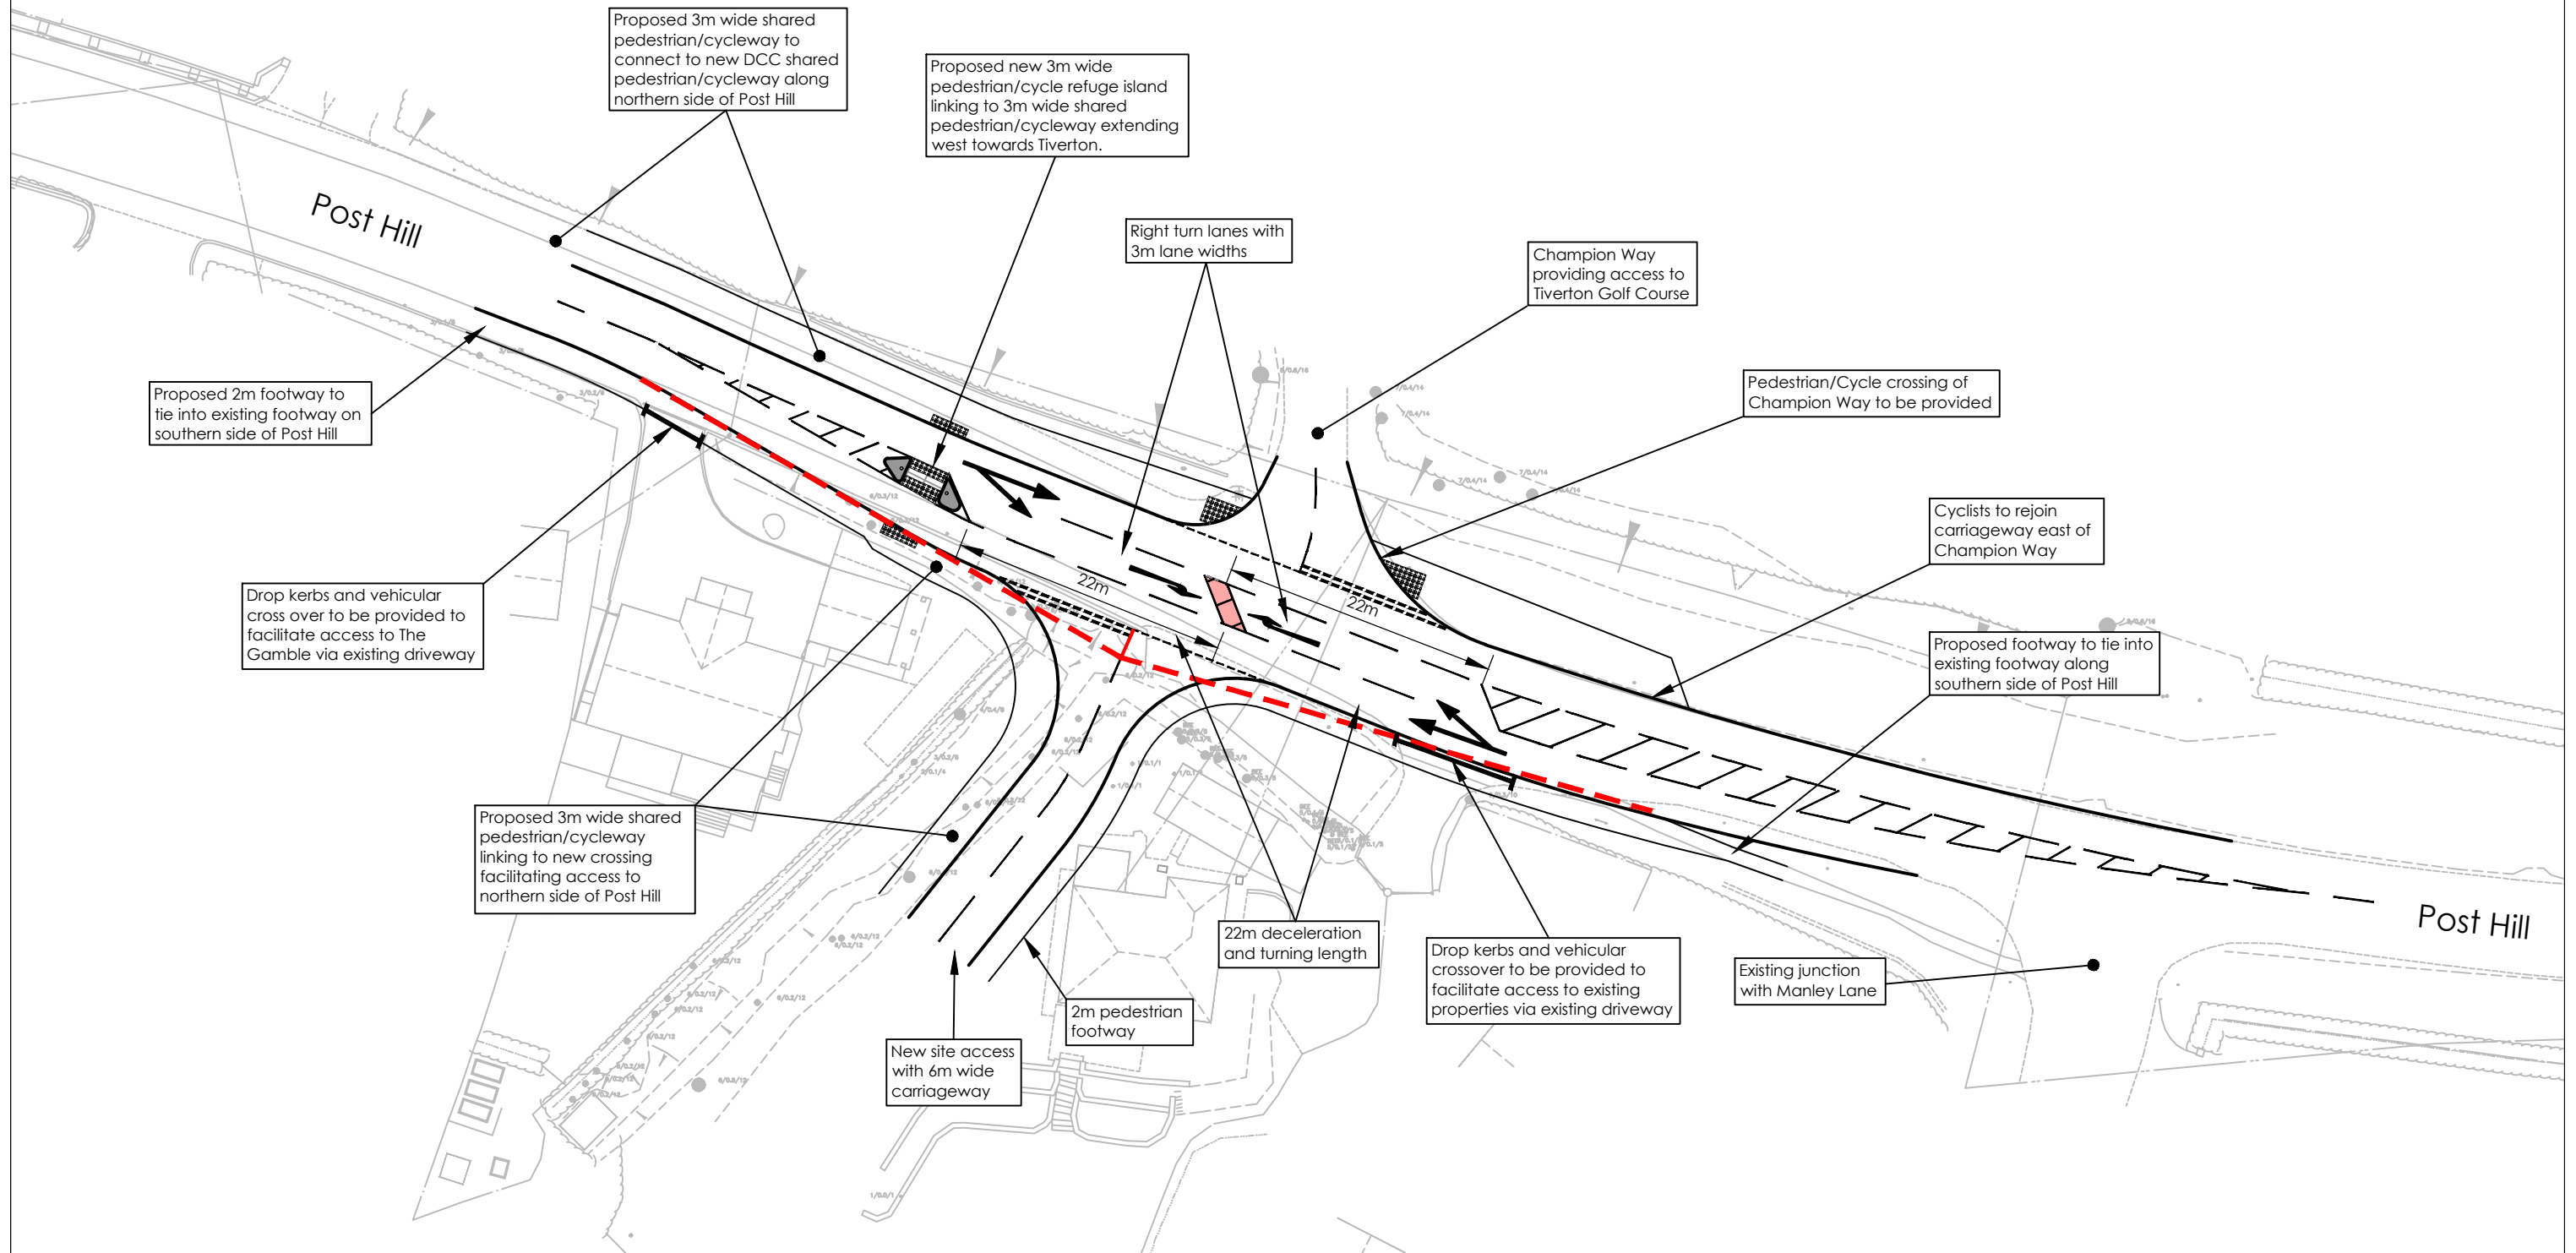 Proposed 3m wide shared
pedestrian/cycleway to
connect to new DCC shared
pedestrian/cycleway along
northern side of Post Hill
Proposed new 3m wide
pedestrian/cycle refuge island
linking to 3m wide shared
pedestrian/cycleway extending
west towards Tiverton.
Post Hill
Right turn lanes with
3m lane widths
Champion Way
providing access to
Tiverton Golf Course
Proposed 2m footway to
tie into existing footway on
southern side of Post Hill
Pedestrian/Cycle crossing of
Champion Way to be provided
Cyclists to rejoin
carriageway east of
Champion Way
22m
22m
Drop kerbs and vehicular
cross over to be provided to
facilitate access to The
Gamble via existing driveway
Proposed footway to tie into
existing footway along
southern side of Post Hill
Proposed 3m wide shared
pedestrian/cycleway
linking to new crossing
facilitating access to
northern side of Post Hill
22m deceleration
and turning length
Drop kerbs and vehicular
crossover to be provided to
facilitate access to existing
properties via existing driveway
Existing junction
with Manley Lane
Post Hill
2m pedestrian
footway
New site access
with 6m wide
carriageway